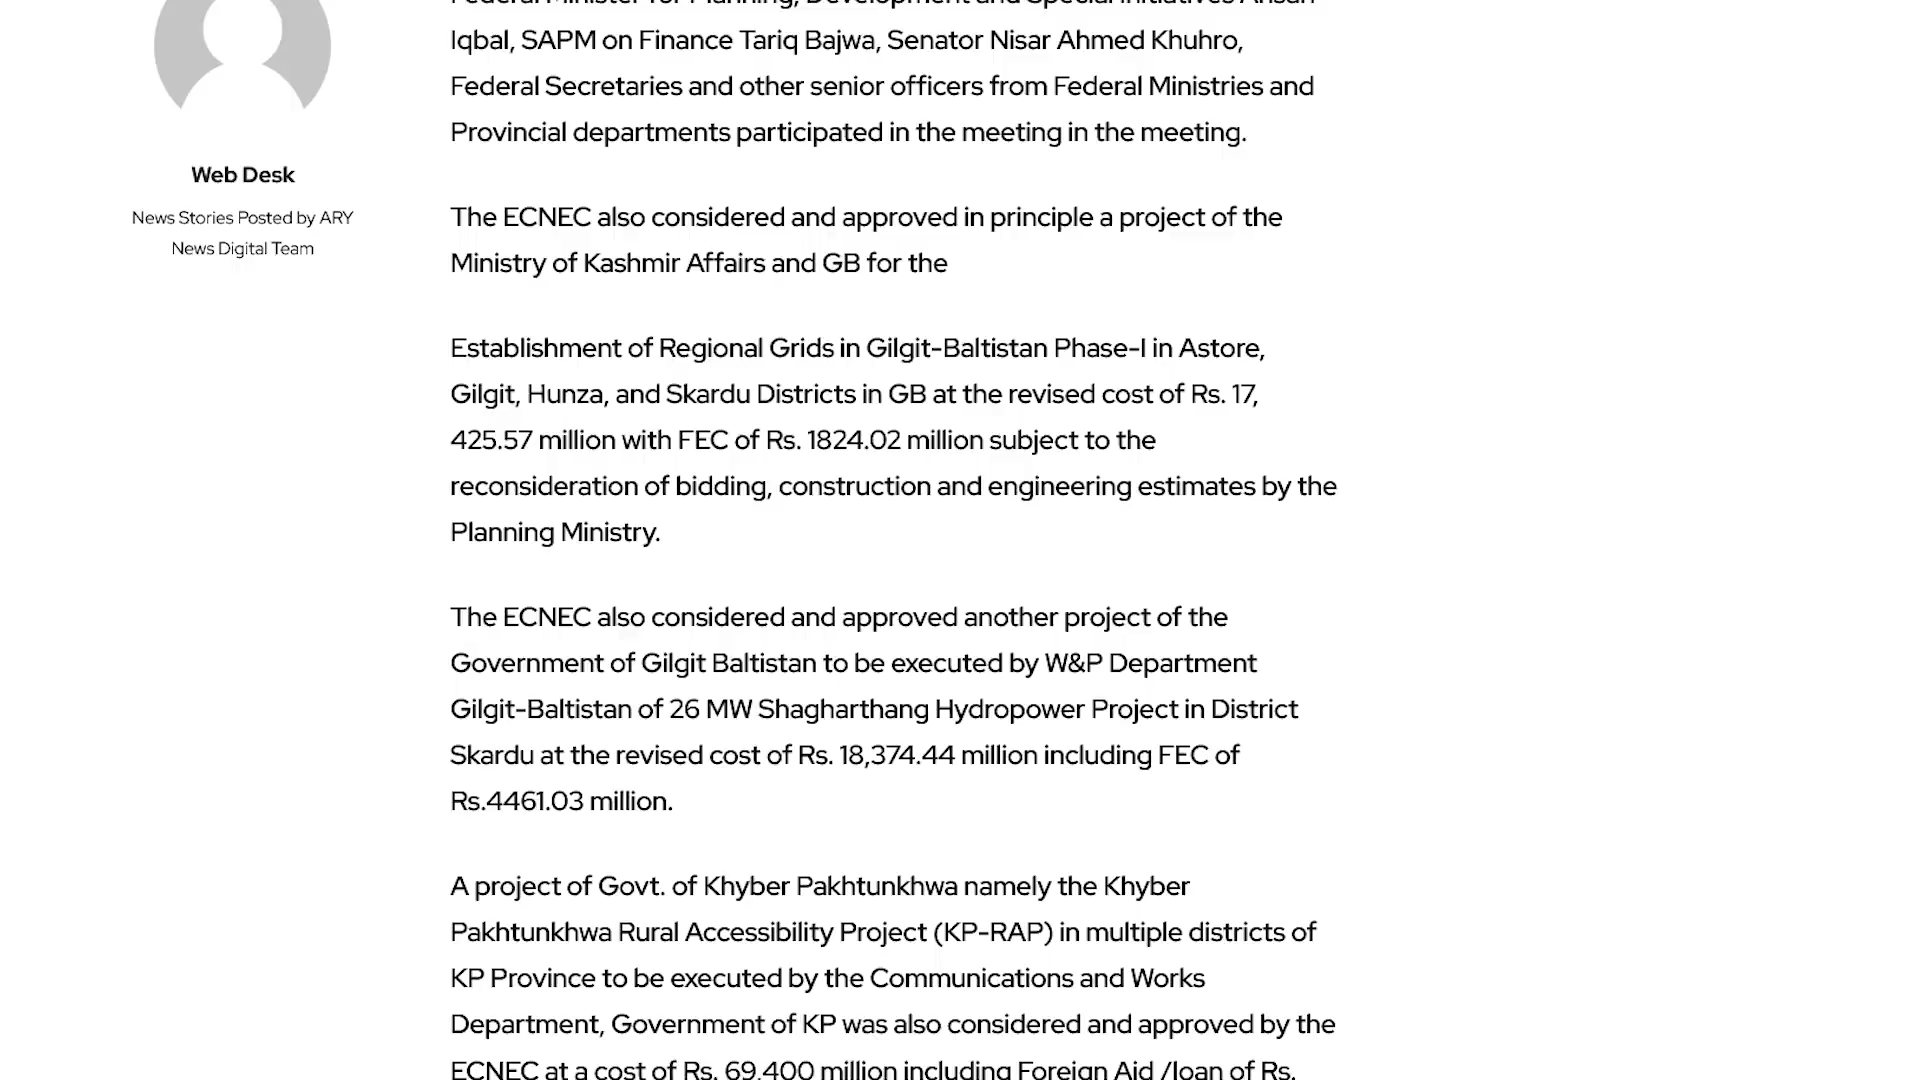 Federal Minister for Planning, Development and Special Initiatives Ahsan
Iqbal, SAPM on Finance Tariq Bajwa, Senator Nisar Ahmed Khuhro,
Federal Secretaries and other senior officers from Federal Ministries and
Provincial departments participated in the meeting in the meeting.
Web Desk
News Stories Posted by ARY
News Digital Team
The ECNEC also considered and approved in principle a project of the
Ministry of Kashmir Affairs and GB for the
Establishment of Regional Grids in Gilgit-Baltistan Phase-I in Astore,
Gilgit, Hunza, and Skardu Districts in GB at the revised cost of Rs. 17,
425.57 million with FEC of Rs. 1824.02 million subject to the
reconsideration of bidding, construction and engineering estimates by the
Planning Ministry.
The ECNEC also considered and approved another project of the
Government of Gilgit Baltistan to be executed by W&P Department
Gilgit-Baltistan of 26 MW Shagharthang Hydropower Project in District
Skardu at the revised cost of Rs. 18,374.44 million including FEC of
Rs.4461.03 million.
A project of Govt. of Khyber Pakhtunkhwa namely the Khyber
Pakhtunkhwa Rural Accessibility Project (KP-RAP) in multiple districts of
KP Province to be executed by the Communications and Works
Department, Government of KP was also considered and approved by the
ECNEC at a cost of Rs. 69,400 million including Foreign Aid /loan of Rs.